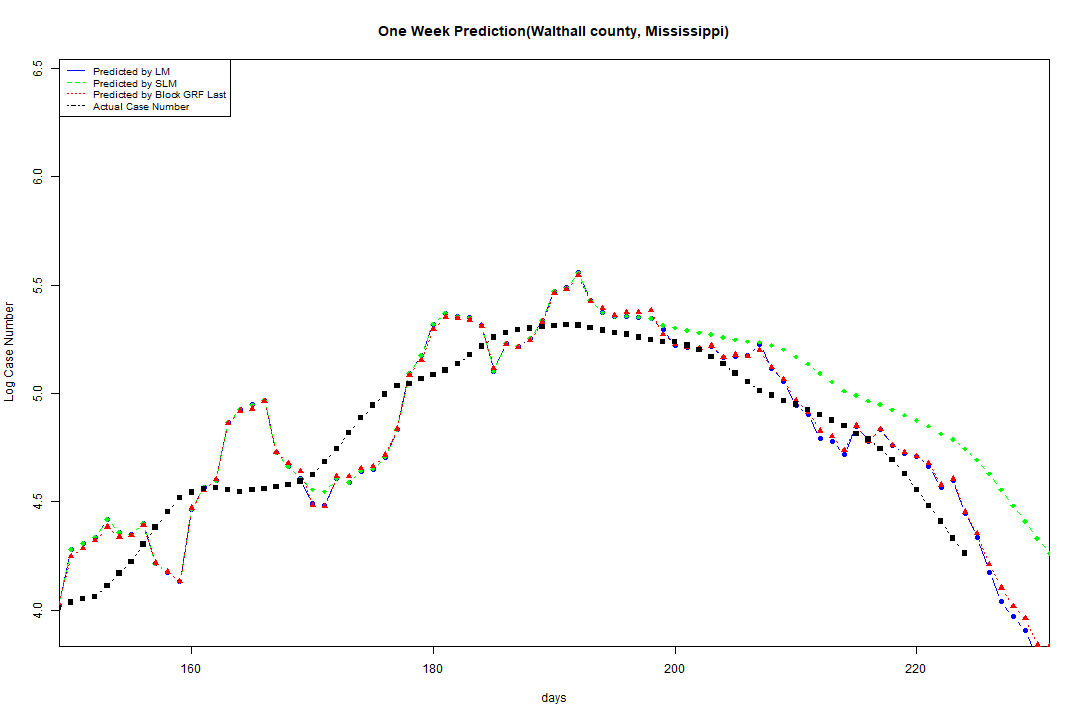 One Week Prediction(Walthall county, Mississippi)
Predicted by LM
Predicted by SLM
Predicted by Block GRF Last
Actual Case Number
6.5
6.0
5.5
5.0
4.5
4.0
Log Case Number
160
180
200
220
days